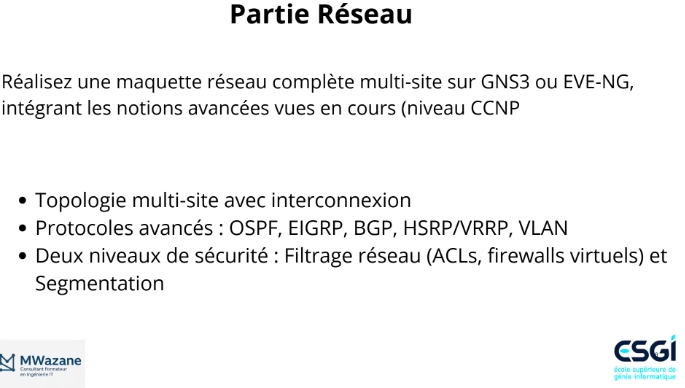 Partie Réseau
Réalisez une maquette réseau complète multi-site sur GNS3 ou EVE-NG,
intégrant les notions avancées vues en cours (niveau CCNP
• Topologie multi-site avec interconnexion
• Protocoles avancés : OSPF, EIGRP, BGP, HSRP/VRRP, VLAN
• Deux niveaux de sécurité : Filtrage réseau (ACLs, firewalls virtuels) et
Segmentation
MWazane
Consultant Formateur
en Ingénierie IT
ESGI
école supérieure de
génie informatique